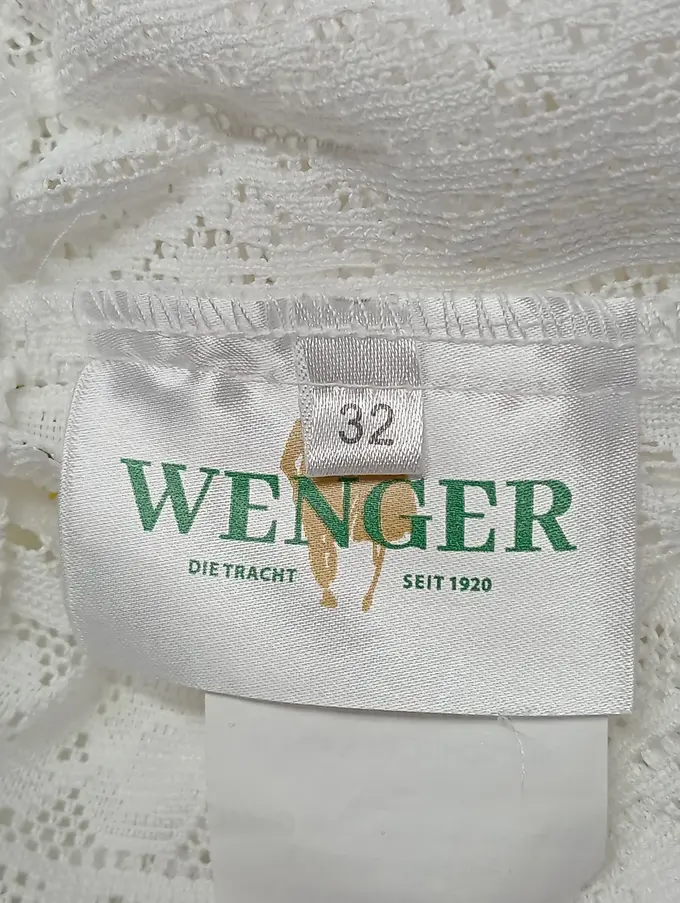 32
WENGER
DIE TRACHT SEIT 1920